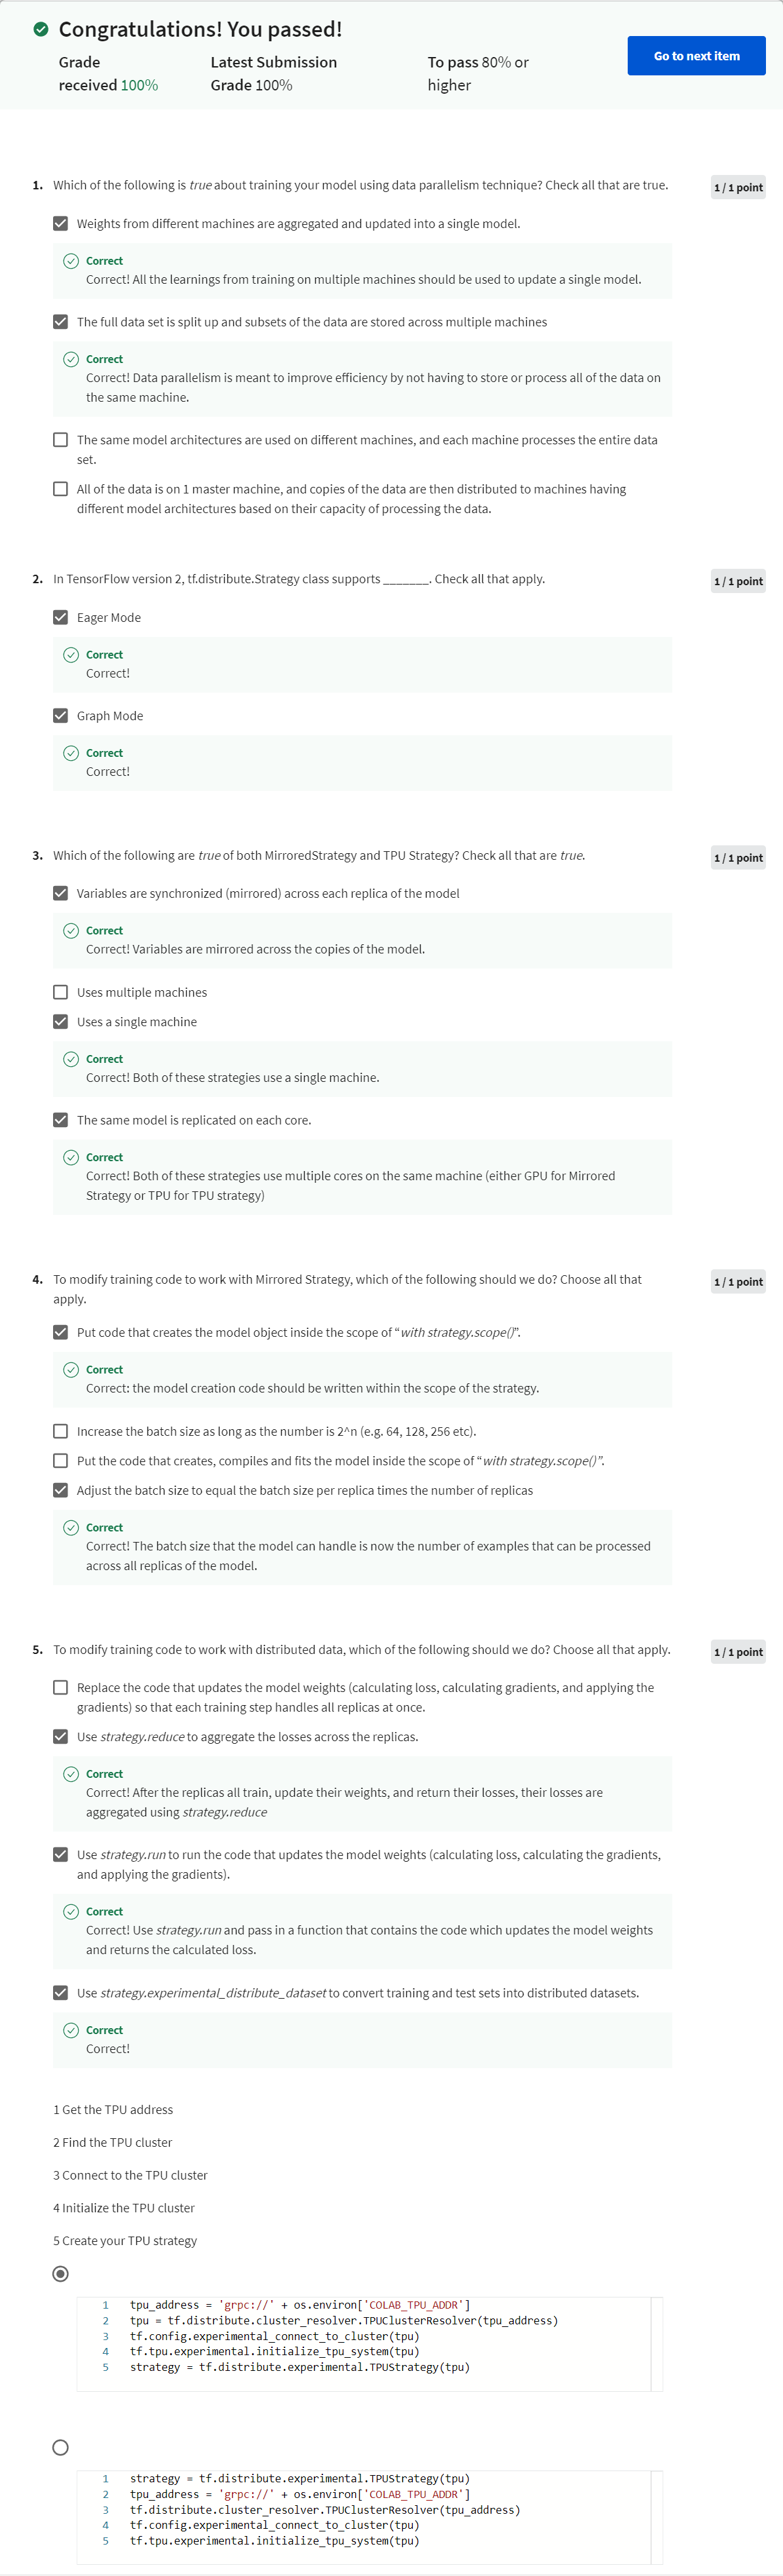 Congratulations! You passed!
Grade
received 100%
Latest Submission
Grade 100%
To pass 80% or
higher
Go to next item
1. Which of the following is true about training your model using data parallelism technique? Check all that are true.
1 / 1 point
Weights from different machines are aggregated and updated into a single model.
Correct
Correct! All the learnings from training on multiple machines should be used to update a single model.
The full data set is split up and subsets of the data are stored across multiple machines
Correct
Correct! Data parallelism is meant to improve efficiency by not having to store or process all of the data on
the same machine.
The same model architectures are used on different machines, and each machine processes the entire data
set.
All of the data is on 1 master machine, and copies of the data are then distributed to machines having
different model architectures based on their capacity of processing the data.
2. In TensorFlow version 2, tf.distribute.Strategy class supports _______. Check all that apply.
1 / 1 point
Eager Mode
Correct
Correct!
Graph Mode
Correct
Correct!
3. Which of the following are true of both MirroredStrategy and TPU Strategy? Check all that are true.
1 / 1 point
Variables are synchronized (mirrored) across each replica of the model
Correct
Correct! Variables are mirrored across the copies of the model.
Uses multiple machines
Uses a single machine
Correct
Correct! Both of these strategies use a single machine.
The same model is replicated on each core.
Correct
Correct! Both of these strategies use multiple cores on the same machine (either GPU for Mirrored
Strategy or TPU for TPU strategy)
4. To modify training code to work with Mirrored Strategy, which of the following should we do? Choose all that
apply.
1 / 1 point
Put code that creates the model object inside the scope of “with strategy.scope()”.
Correct
Correct: the model creation code should be written within the scope of the strategy.
Increase the batch size as long as the number is 2^n (e.g. 64, 128, 256 etc).
Put the code that creates, compiles and fits the model inside the scope of “with strategy.scope()”.
Adjust the batch size to equal the batch size per replica times the number of replicas
Correct
Correct! The batch size that the model can handle is now the number of examples that can be processed
across all replicas of the model.
5. To modify training code to work with distributed data, which of the following should we do? Choose all that apply.
1 / 1 point
Replace the code that updates the model weights (calculating loss, calculating gradients, and applying the
gradients) so that each training step handles all replicas at once.
Use strategy.reduce to aggregate the losses across the replicas.
Correct
Correct! After the replicas all train, update their weights, and return their losses, their losses are
aggregated using strategy.reduce
Use strategy.run to run the code that updates the model weights (calculating loss, calculating the gradients,
and applying the gradients).
Correct
Correct! Use strategy.run and pass in a function that contains the code which updates the model weights
and returns the calculated loss.
Use strategy.experimental_distribute_dataset to convert training and test sets into distributed datasets.
Correct
Correct!
1 Get the TPU address
2 Find the TPU cluster
3 Connect to the TPU cluster
4 Initialize the TPU cluster
5 Create your TPU strategy
1 tpu_address = 'grpc://' + os.environ['COLAB_TPU_ADDR']
2 tpu = tf.distribute.cluster_resolver.TPUClusterResolver(tpu_address)
3 tf.config.experimental_connect_to_cluster(tpu)
4 tf.tpu.experimental.initialize_tpu_system(tpu)
5 strategy = tf.distribute.experimental.TPUStrategy(tpu)
1 strategy = tf.distribute.experimental.TPUStrategy(tpu)
2 tpu_address = 'grpc://' + os.environ['COLAB_TPU_ADDR']
3 tf.distribute.cluster_resolver.TPUClusterResolver(tpu_address)
4 tf.config.experimental_connect_to_cluster(tpu)
5 tf.tpu.experimental.initialize_tpu_system(tpu)